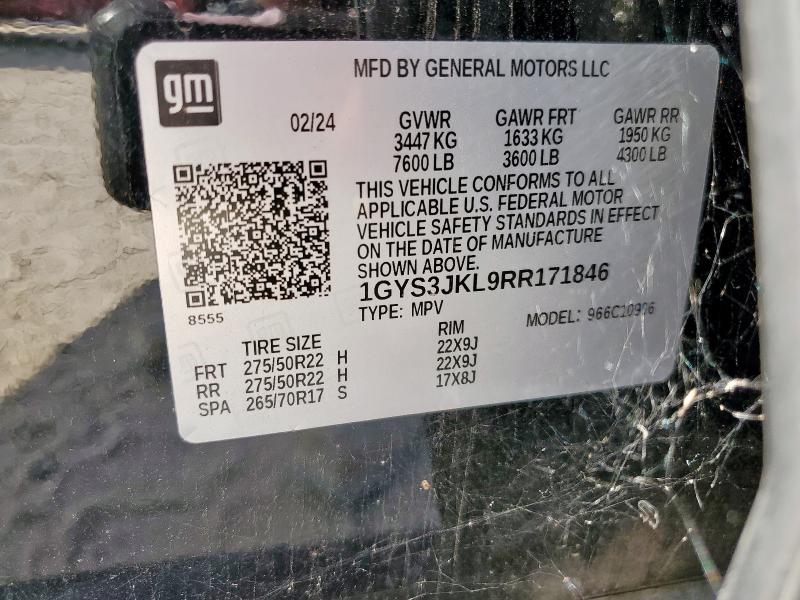 gm
MFD BY GENERAL MOTORS LLC
02/24
GVWR GAWR FRT GAWR RR
3447 KG 1633 KG 1950 KG
7600 LB 3600 LB 4300 LB
THIS VEHICLE CONFORMS TO ALL
APPLICABLE U.S. FEDERAL MOTOR
VEHICLE SAFETY STANDARDS IN EFFECT
ON THE DATE OF MANUFACTURE
SHOWN ABOVE.
1GYS3JKL9RR171846
8555
TYPE: MPV MODEL: 966C10906
TIRE SIZE RIM
FRT 275/50R22 H 22X9J
RR 275/50R22 H 22X9J
SPA 265/70R17 S 17X8J